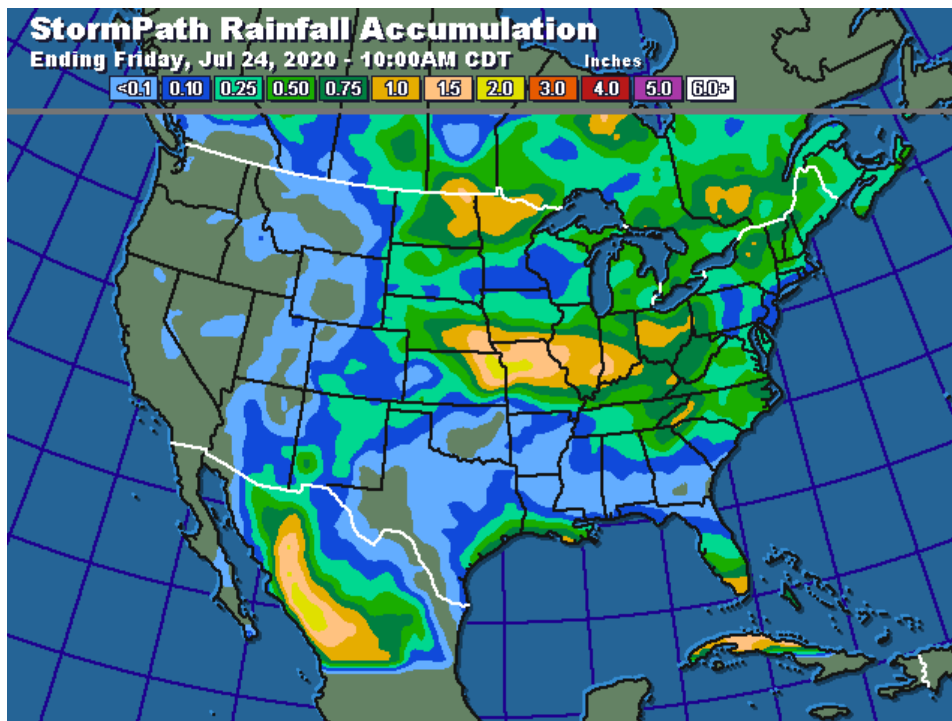 StormPath Rainfall Accumulation
Ending Friday, Jul 24, 2020 - 10:00AM CDT Inches
<0.1 0.10 0.25 0.50 0.75 1.0 1.5 2.0 3.0 4.0 5.0 6.0+